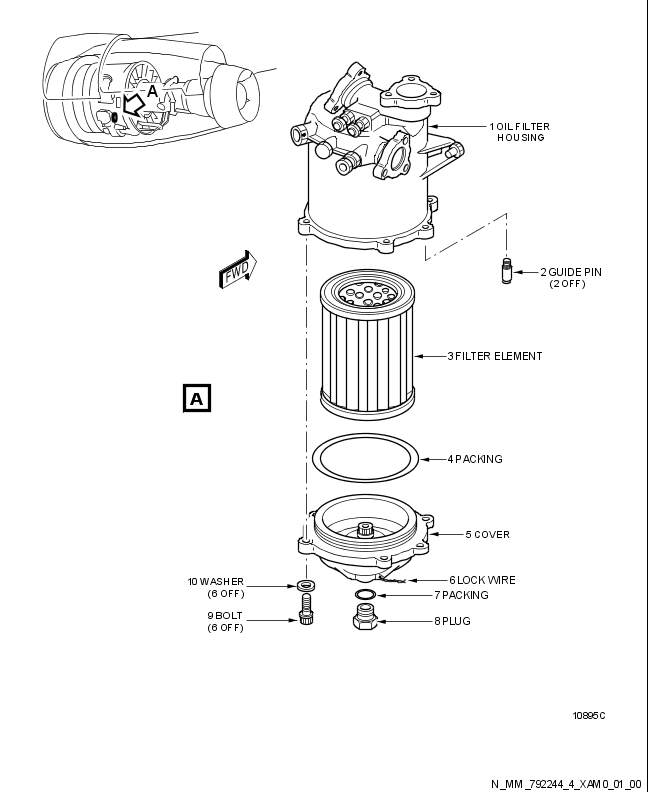 A
1 OIL FILTER
HOUSING
FWD
2 GUIDE PIN
(2 OFF)
3 FILTER ELEMENT
A
4 PACKING
5 COVER
6 LOCK WIRE
10 WASHER
(6 OFF)
7 PACKING
9 BOLT
(6 OFF)
8 PLUG
10895C
N_MM_792244_4_XAM0_01_00